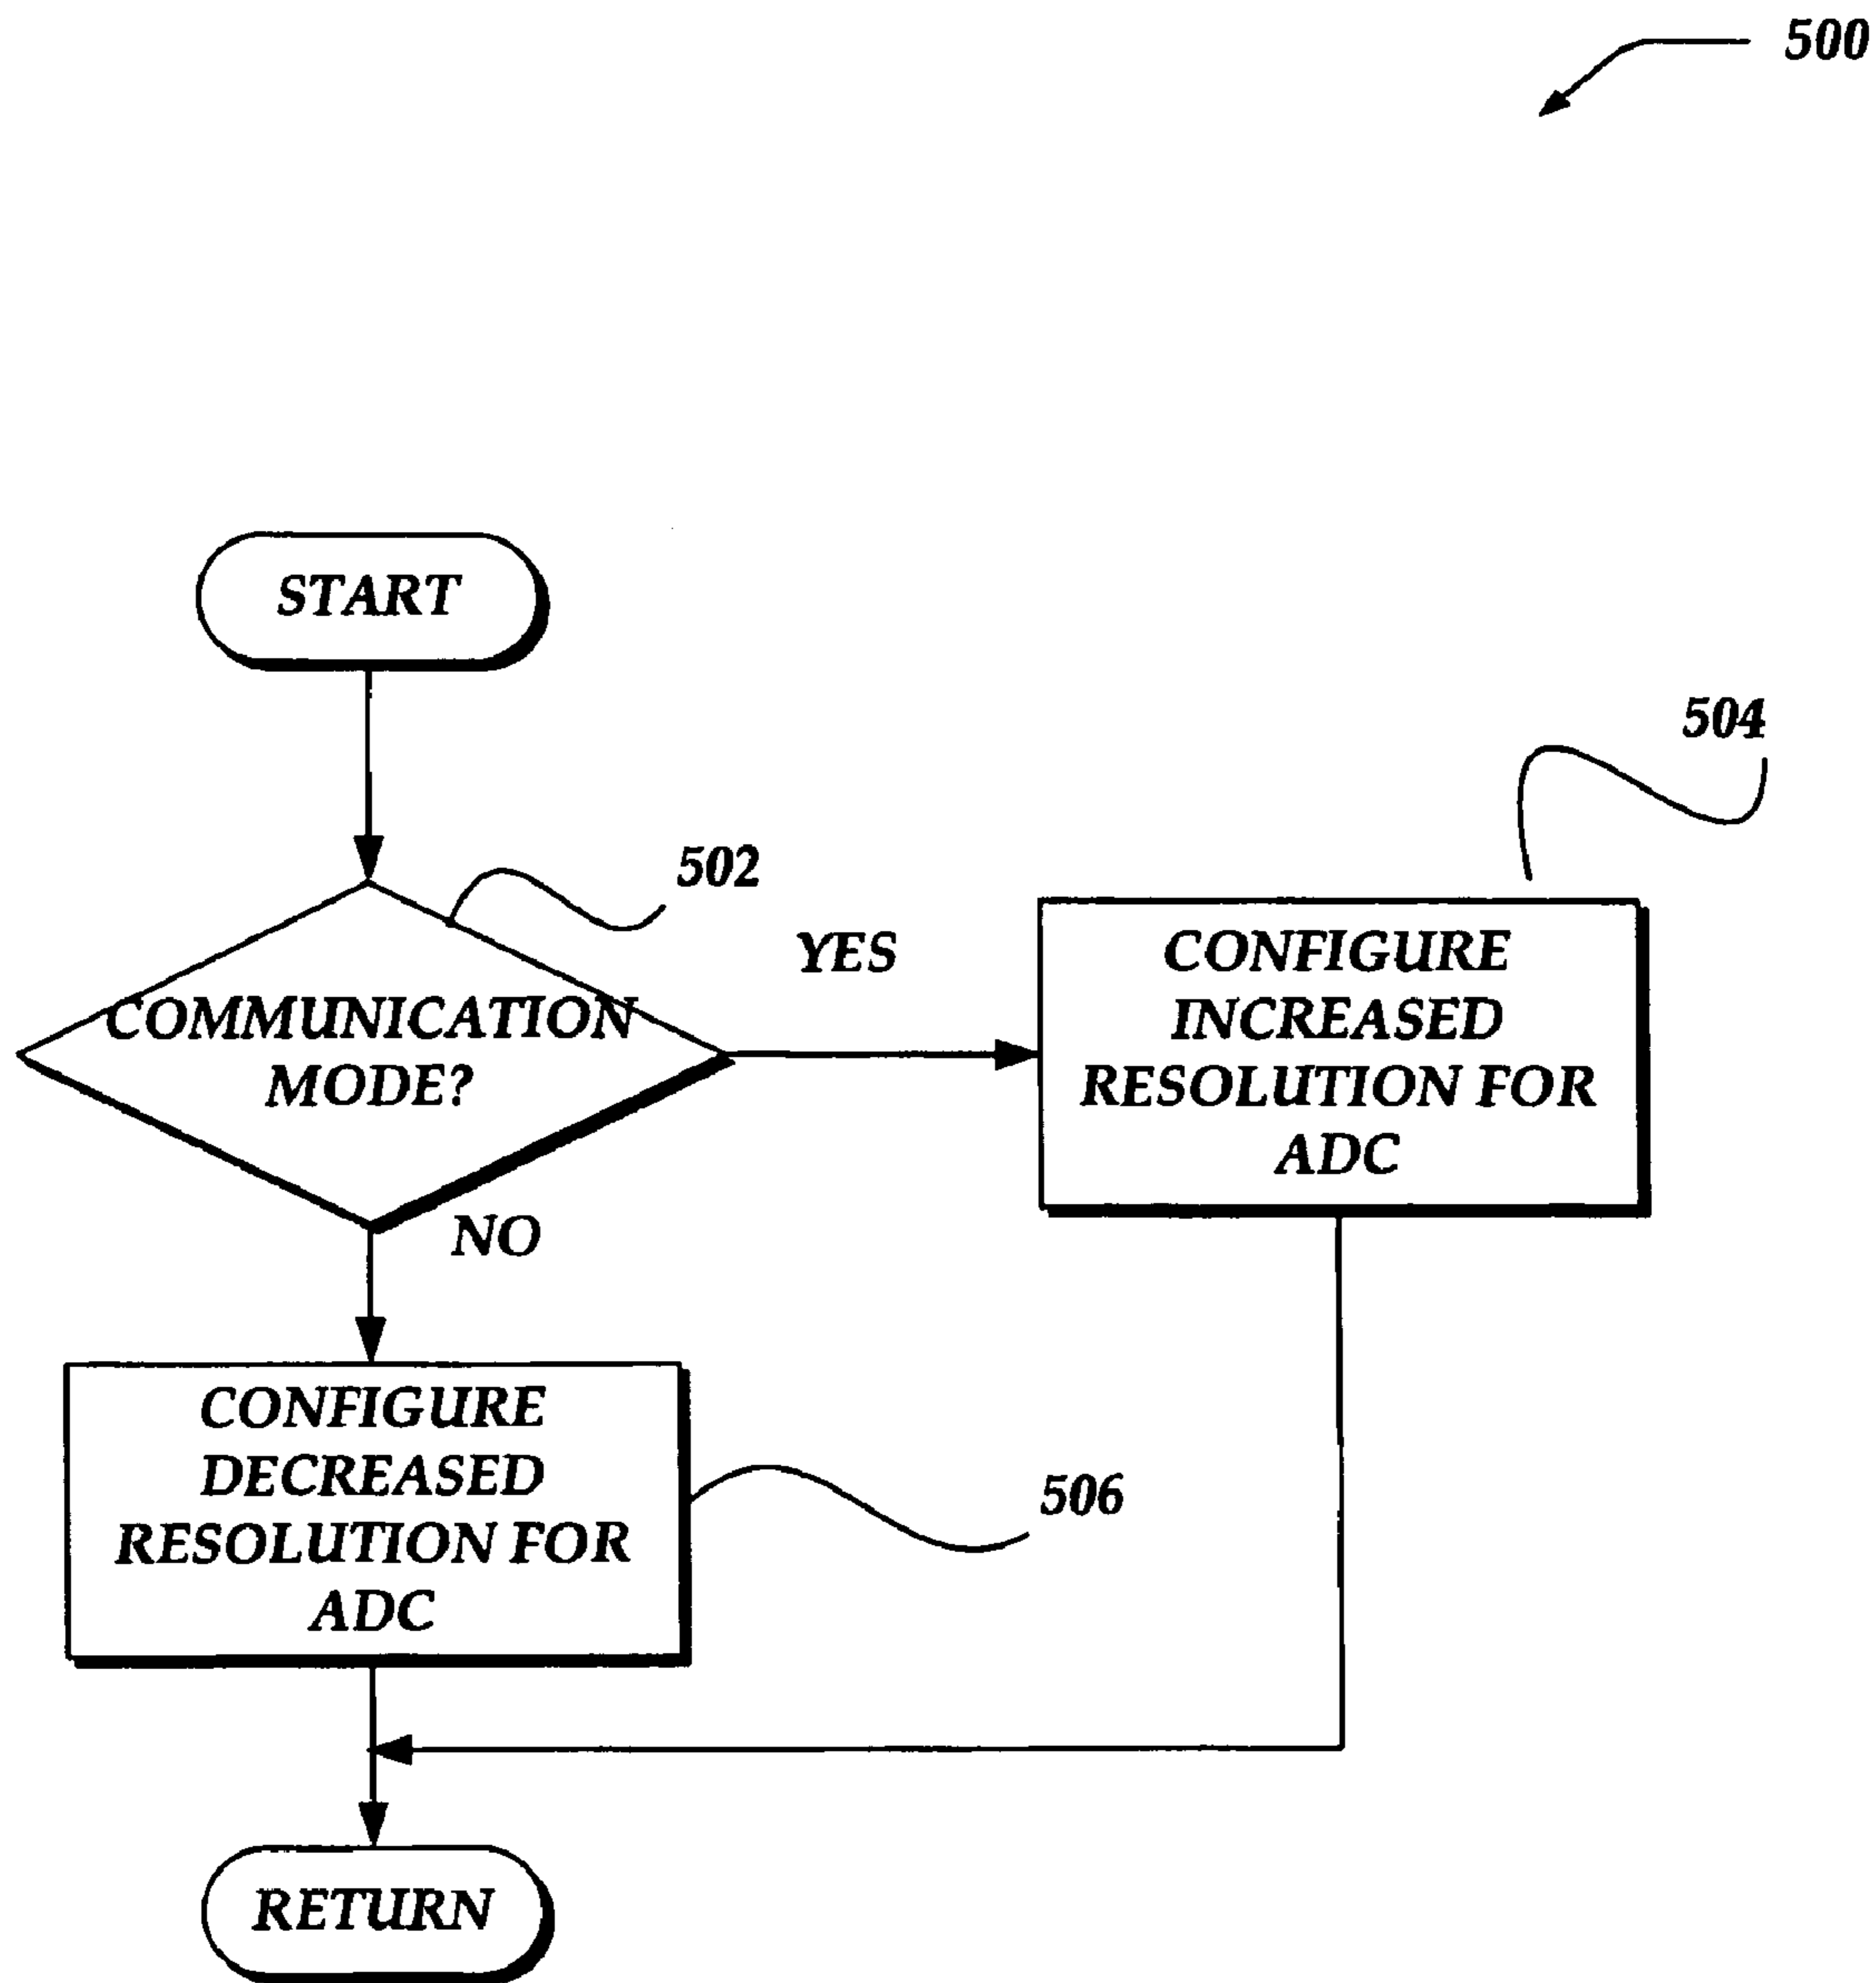 500
START
502
COMMUNICATION
MODE?
YES
504
CONFIGURE
INCREASED
RESOLUTION FOR
ADC
NO
CONFIGURE
DECREASED
RESOLUTION FOR
ADC
506
RETURN